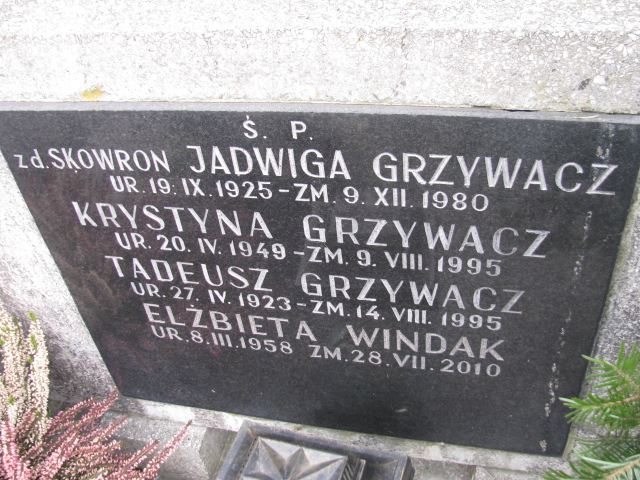 Ś. P.
z d. SKOWRON JADWIGA GRZYWACZ
UR. 19. IX. 1925 - ZM. 9. XII. 1980
KRYSTYNA GRZYWACZ
UR. 20. IV. 1949 - ZM. 9. VIII. 1995
TADEUSZ GRZYWACZ
UR. 27. IV. 1923 - ZM. 14. VIII. 1995
ELŻBIETA WINDAK
UR. 8. III. 1958 ZM. 28. VII. 2010